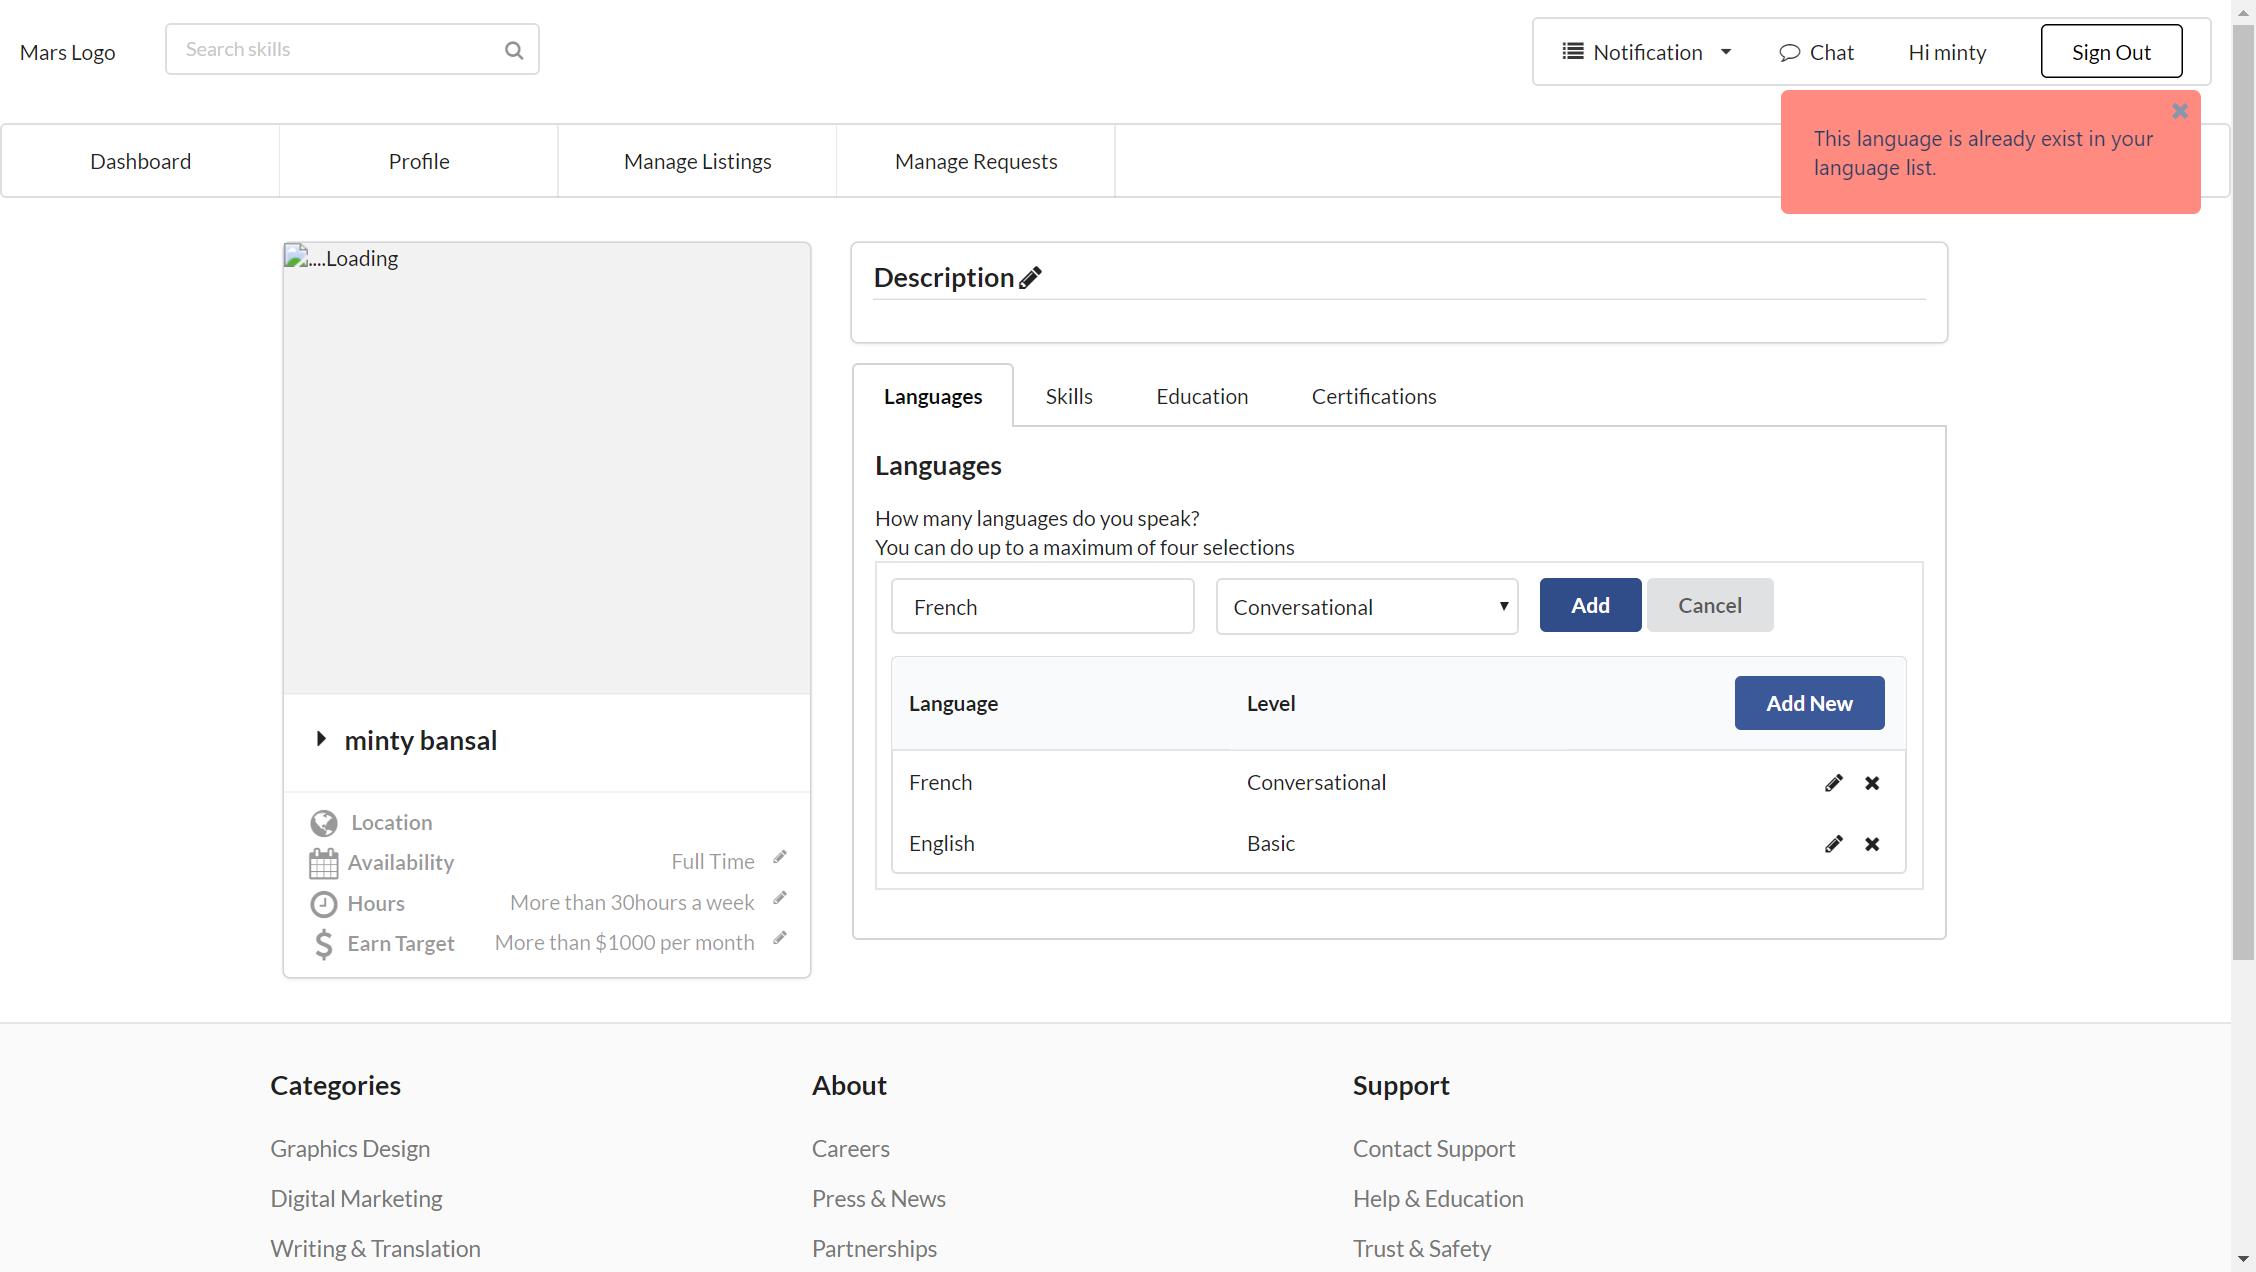 Mars Logo
Search skills
Notification
Chat
Hi minty
Sign Out
This language is already exist in your
language list.
Dashboard
Profile
Manage Listings
Manage Requests
....Loading
minty bansal
Location
Availability
Full Time
Hours
More than 30hours a week
Earn Target
More than $1000 per month
Description
Languages
Skills
Education
Certifications
Languages
How many languages do you speak?
You can do up to a maximum of four selections
French
Conversational
Add
Cancel
Language
Level
Add New
French
Conversational
English
Basic
Categories
Graphics Design
Digital Marketing
Writing & Translation
About
Careers
Press & News
Partnerships
Support
Contact Support
Help & Education
Trust & Safety